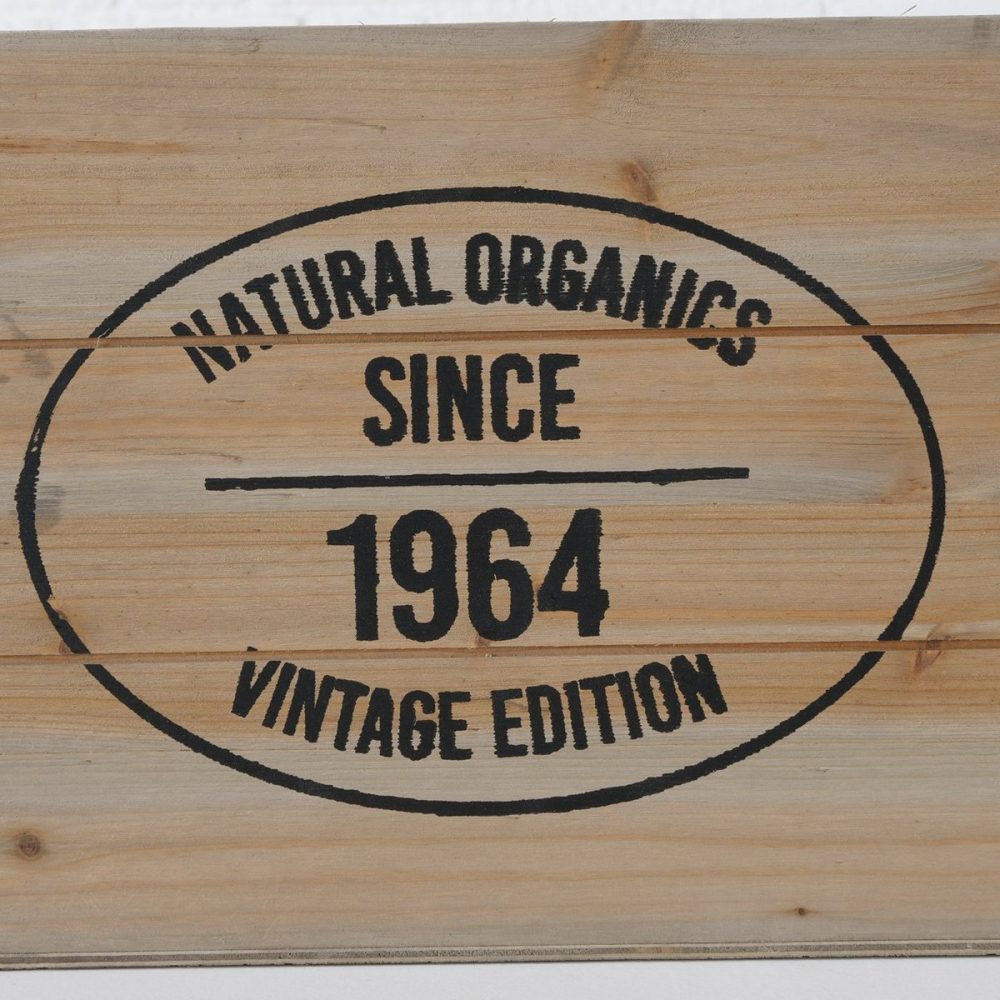 NATURAL ORGANICS
SINCE
1964
VINTAGE EDITION